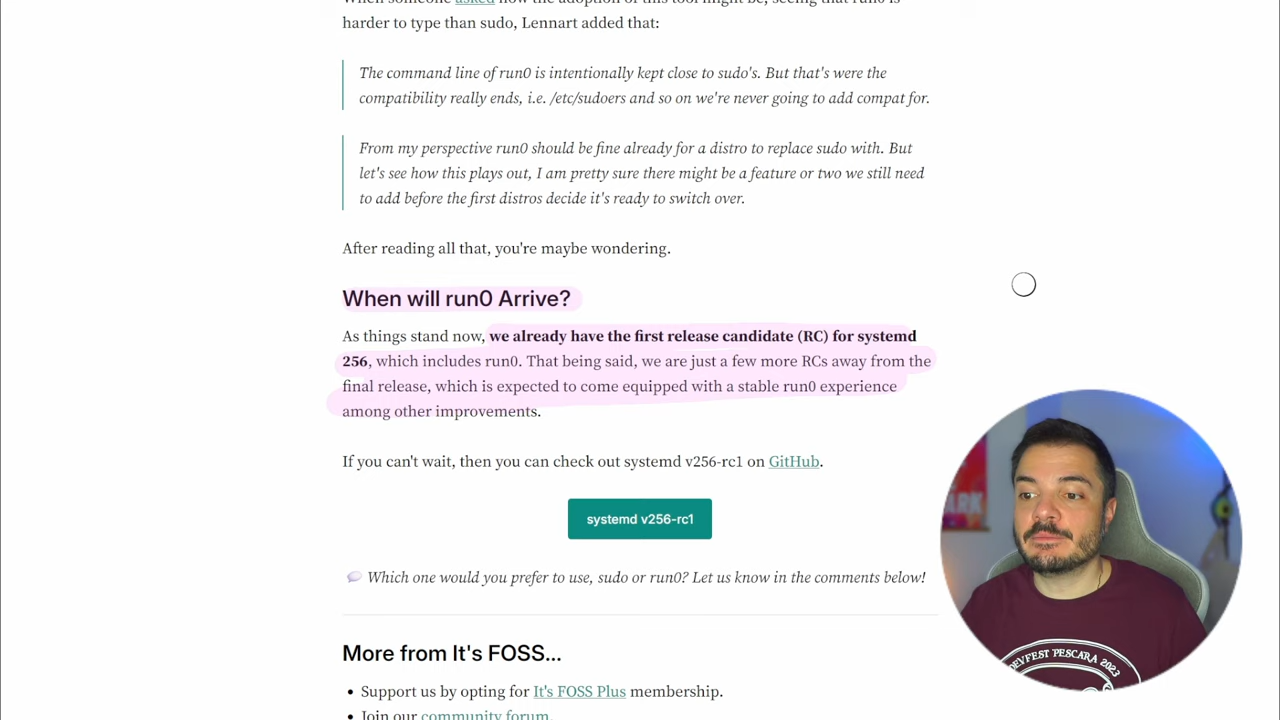 When someone asked how the adoption of this tool might be, seeing that run0 is
harder to type than sudo, Lennart added that:
The command line of run0 is intentionally kept close to sudo's. But that's were the
compatibility really ends, i.e. /etc/sudoers and so on we're never going to add compat for.
From my perspective run0 should be fine already for a distro to replace sudo with. But
let's see how this plays out, I am pretty sure there might be a feature or two we still need
to add before the first distros decide it's ready to switch over.
After reading all that, you're maybe wondering.
When will run0 Arrive?
As things stand now, we already have the first release candidate (RC) for systemd
256, which includes run0. That being said, we are just a few more RCs away from the
final release, which is expected to come equipped with a stable run0 experience
among other improvements.
If you can't wait, then you can check out systemd v256-rc1 on GitHub.
systemd v256-rc1
💬 Which one would you prefer to use, sudo or run0? Let us know in the comments below!
More from It's FOSS...
• Support us by opting for It's FOSS Plus membership.
• Join our community forum.
DEVFEST PESCARA 2023